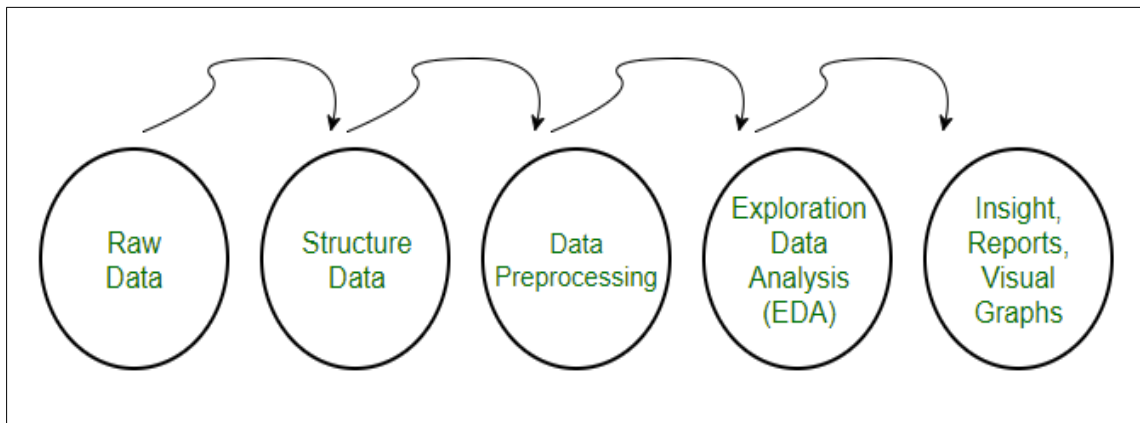 Raw
Data
Structure
Data
Data
Preprocessing
Exploration
Data
Analysis
(EDA)
Insight,
Reports,
Visual
Graphs